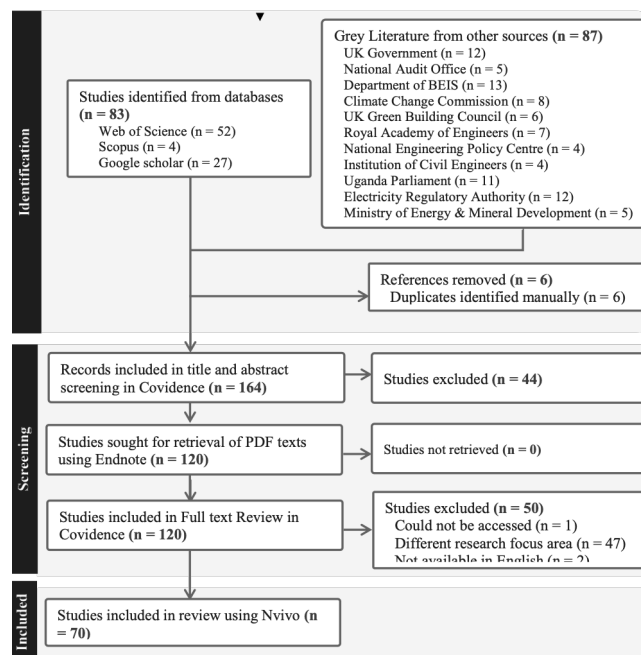 Identification
Studies identified from databases
(n = 83)
Web of Science (n = 52)
Scopus (n = 4)
Google scholar (n = 27)
Grey Literature from other sources (n = 87)
UK Government (n = 12)
National Audit Office (n = 5)
Department of BEIS (n = 13)
Climate Change Commission (n = 8)
UK Green Building Council (n = 6)
Royal Academy of Engineers (n = 7)
National Engineering Policy Centre (n = 4)
Institution of Civil Engineers (n = 4)
Uganda Parliament (n = 11)
Electricity Regulatory Authority (n = 12)
Ministry of Energy & Mineral Development (n = 5)
References removed (n = 6)
Duplicates identified manually (n = 6)
Screening
Records included in title and abstract
screening in Covidence (n = 164)
Studies excluded (n = 44)
Studies sought for retrieval of PDF texts
using Endnote (n = 120)
Studies not retrieved (n = 0)
Studies included in Full text Review in
Covidence (n = 120)
Studies excluded (n = 50)
Could not be accessed (n = 1)
Different research focus area (n = 47)
Not available in English (n = 2)
Included
Studies included in review using Nvivo (n
= 70)